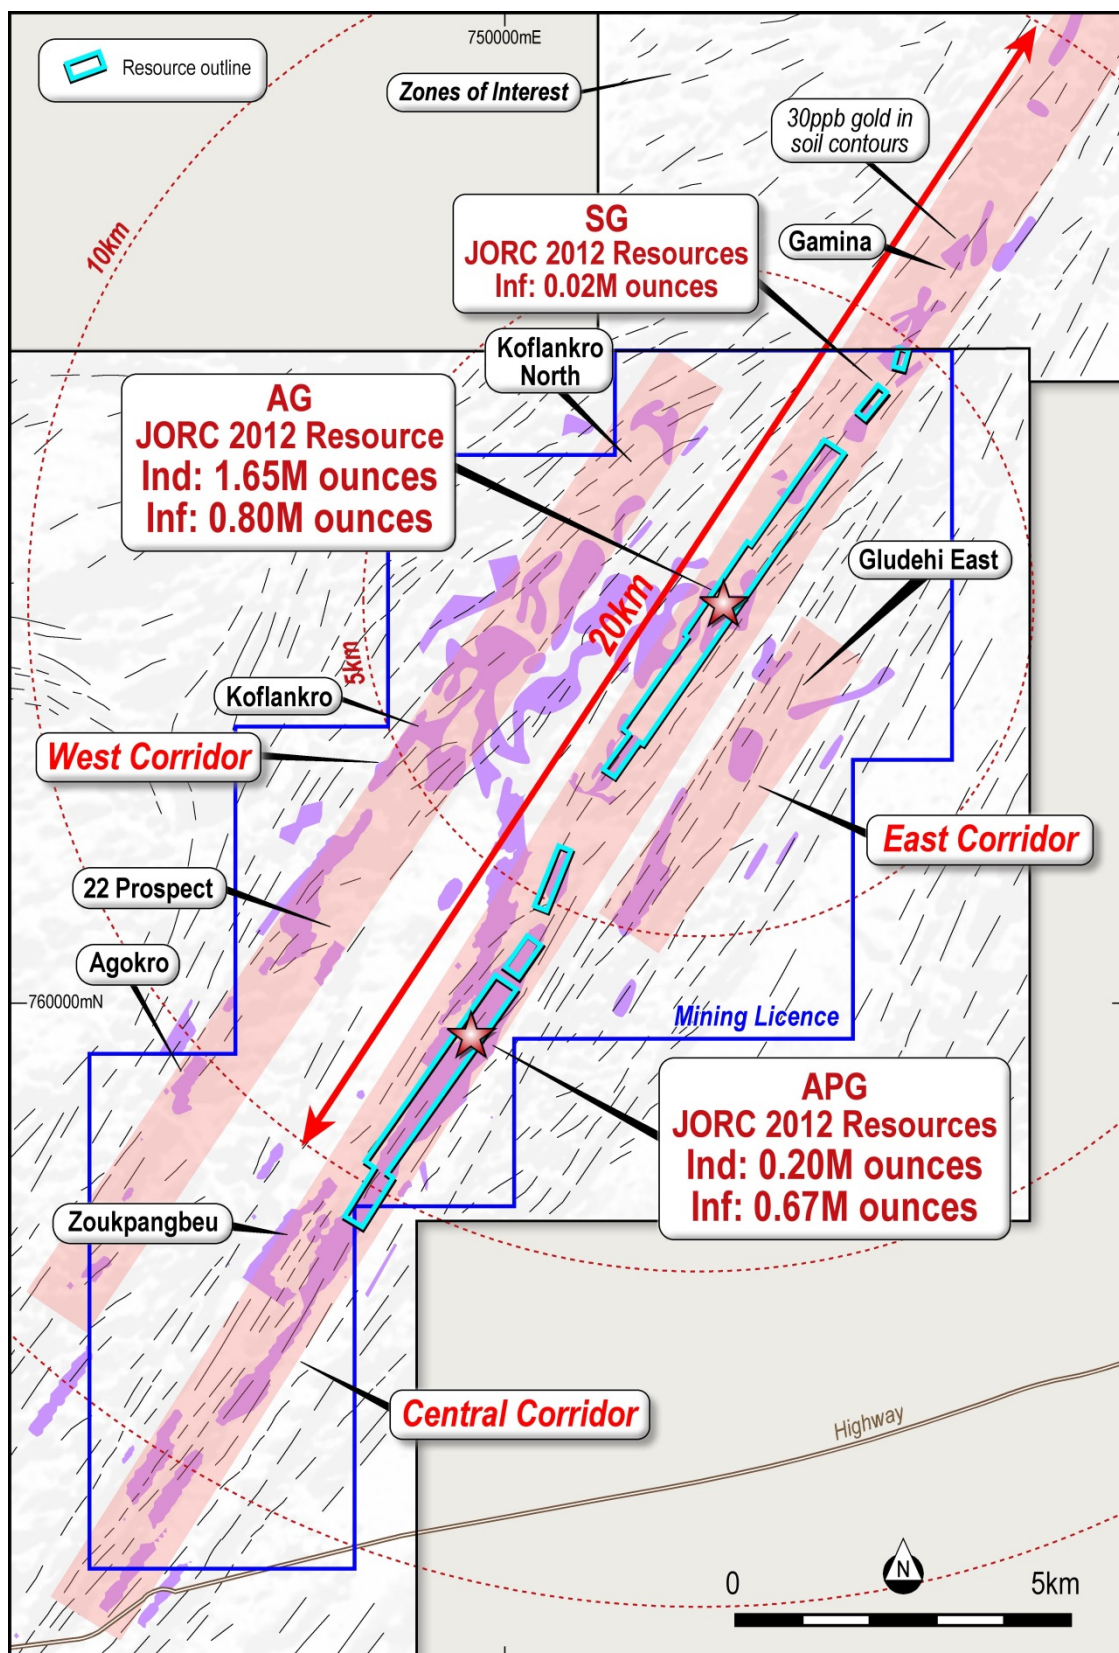 750000mE
Resource outline
Zones of Interest
30ppb gold in
soil contours
10km
SG
JORC 2012 Resources
Inf: 0.02M ounces
Gamina
Koflankro
North
AG
JORC 2012 Resource
Ind: 1.65M ounces
Inf: 0.80M ounces
Gludehi East
20km
5km
Koflankro
West Corridor
East Corridor
22 Prospect
Agokro
760000mN
Mining Licence
APG
JORC 2012 Resources
Ind: 0.20M ounces
Inf: 0.67M ounces
Zoukpangbeu
Central Corridor
Highway
N
0 5km